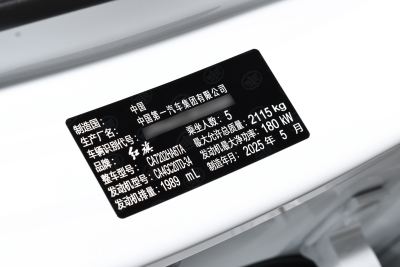 制造国: 中国
生产厂名: 中国第一汽车集团有限公司
车辆识别代号:
品牌: 红旗 乘坐人数: 5
整车型号: CA7202HA6TA 最大允许总质量: 2115 kg
发动机型号: CA4GC20TD-34 发动机最大净功率: 180 kW
发动机排量: 1989 mL 制造年月: 2025 年 5 月